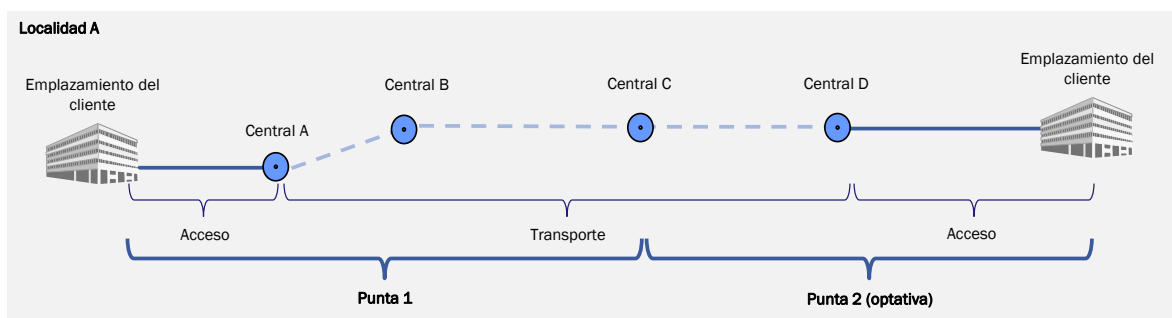 Localidad A
Emplazamiento del
cliente
Central A
Central B
Central C
Central D
Emplazamiento del
cliente
Acceso
Transporte
Acceso
Punta 1
Punta 2 (optativa)